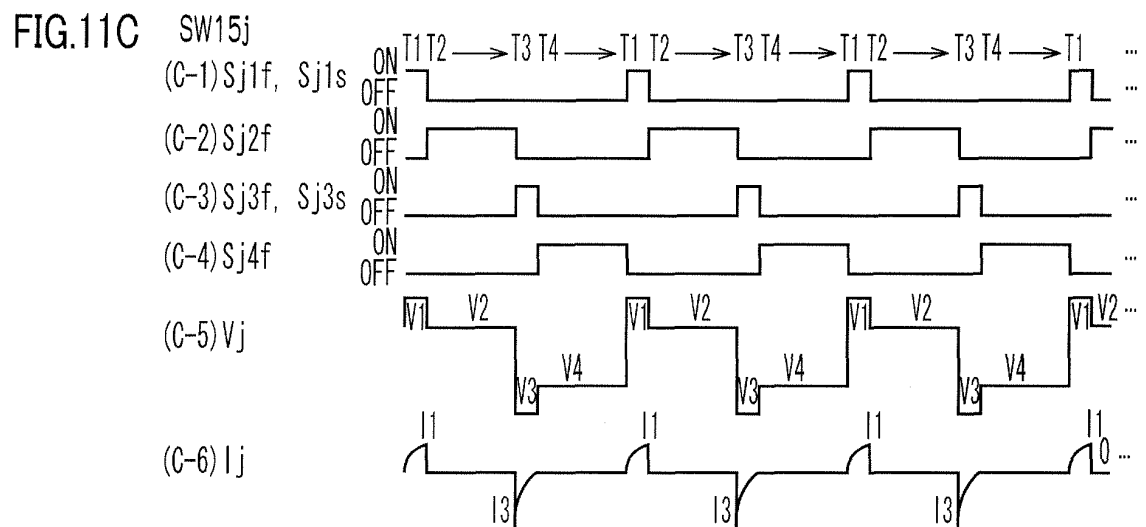 FIG.11C SW15j
T1 T2 → T3 T4 → T1 T2 → T3 T4 → T1 T2 → T3 T4 → T1 ...
(C-1) Sj1f, Sj1s ON OFF ...
(C-2) Sj2f ON OFF ...
(C-3) Sj3f, Sj3s ON OFF ...
(C-4) Sj4f ON OFF ...
V1 V2 V1 V2 V1 V2 V1 V2 ...
(C-5) Vj
V3 V4 V3 V4 V3 V4
I1 I1 I1 I1
(C-6) Ij 0 ...
I3 I3 I3